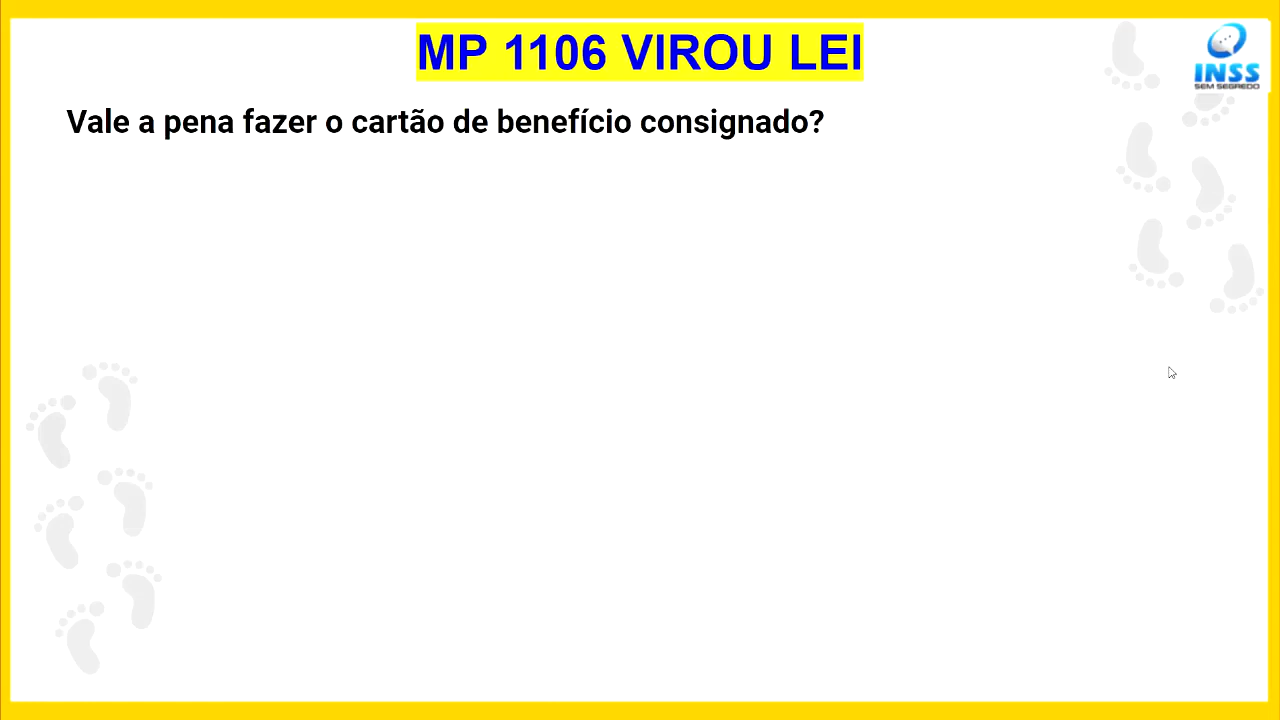 MP 1106 VIROU LEI
INSS
SEM SEGREDO
Vale a pena fazer o cartão de benefício consignado?